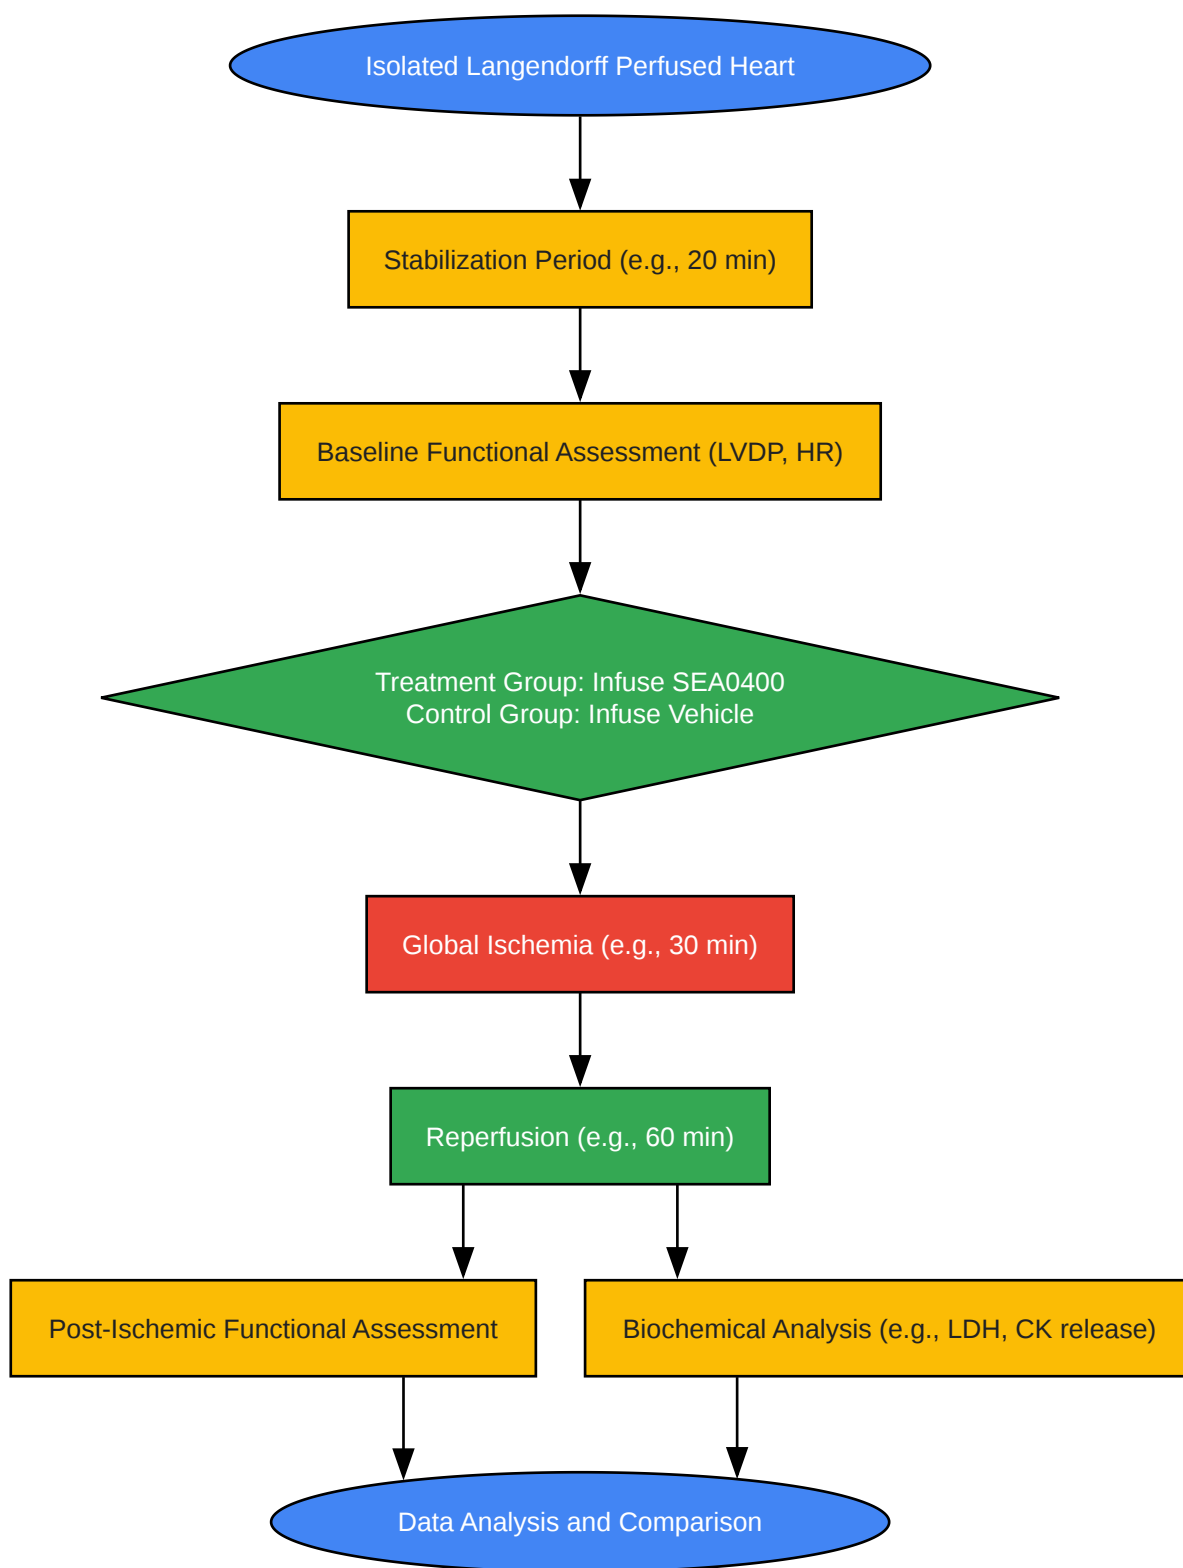 Isolated Langendorff Perfused Heart
Stabilization Period (e.g., 20 min)
Baseline Functional Assessment (LVDP, HR)
Treatment Group: Infuse SEA0400
Control Group: Infuse Vehicle
Global Ischemia (e.g., 30 min)
Reperfusion (e.g., 60 min)
Post-Ischemic Functional Assessment
Biochemical Analysis (e.g., LDH, CK release)
Data Analysis and Comparison